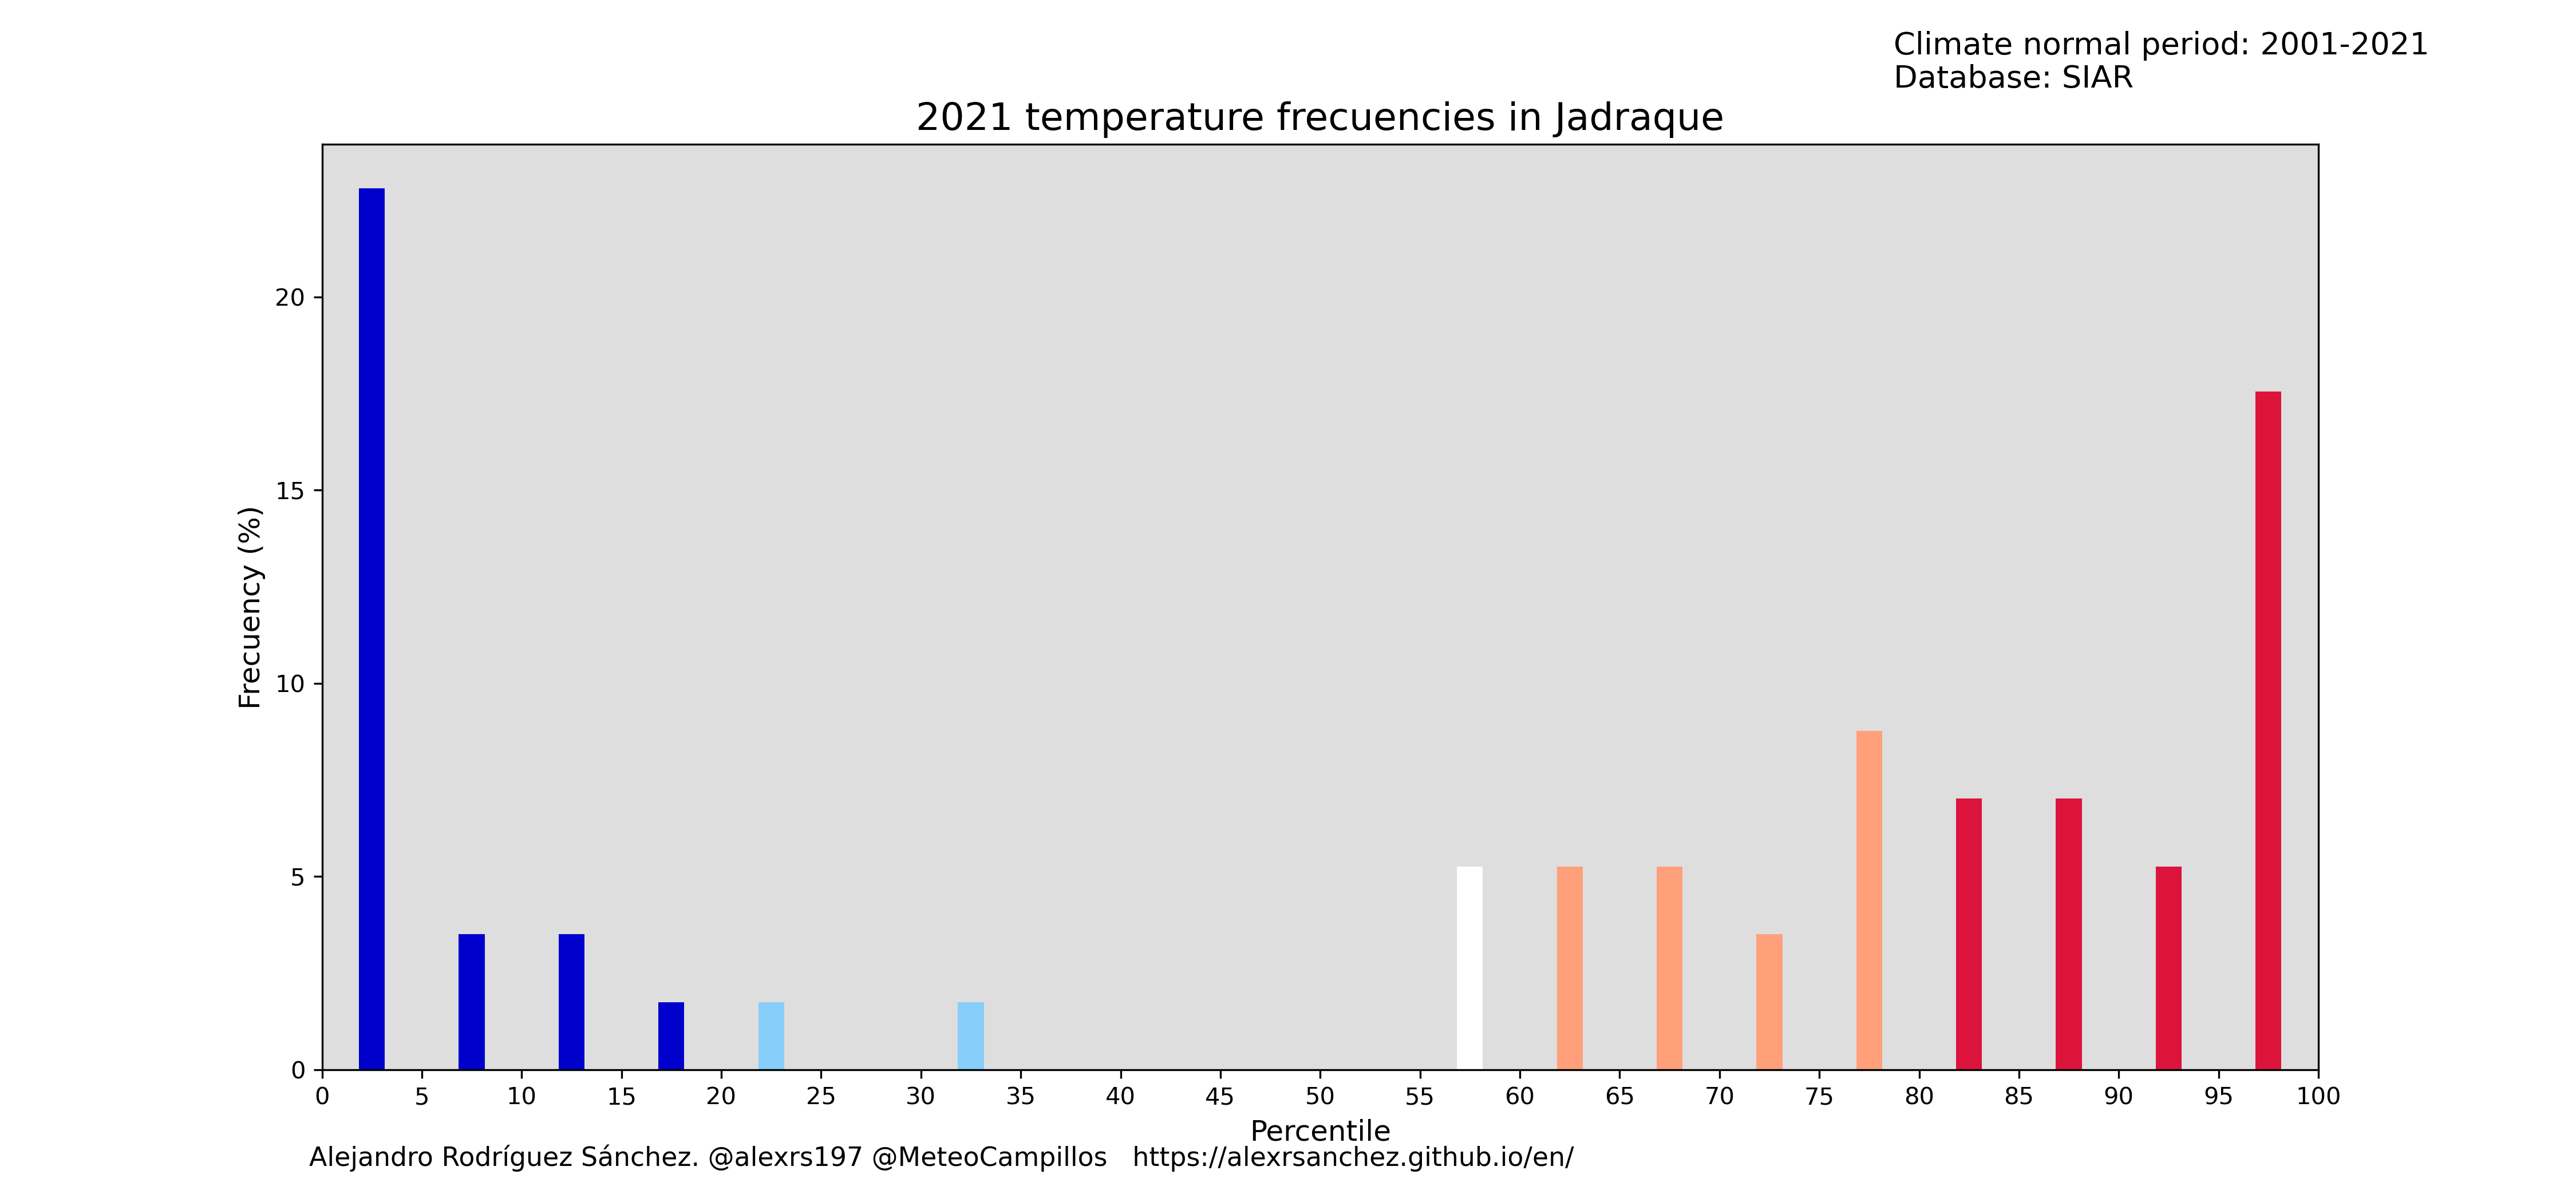 Climate normal period: 2001-2021
Database: SIAR
2021 temperature frecuencies in Jadraque
Frecuency (%)
20
15
10
5
0
0 5 10 15 20 25 30 35 40 45 50 55 60 65 70 75 80 85 90 95 100
Percentile
Alejandro Rodríguez Sánchez. @alexrs197 @MeteoCampillos https://alexrsanchez.github.io/en/